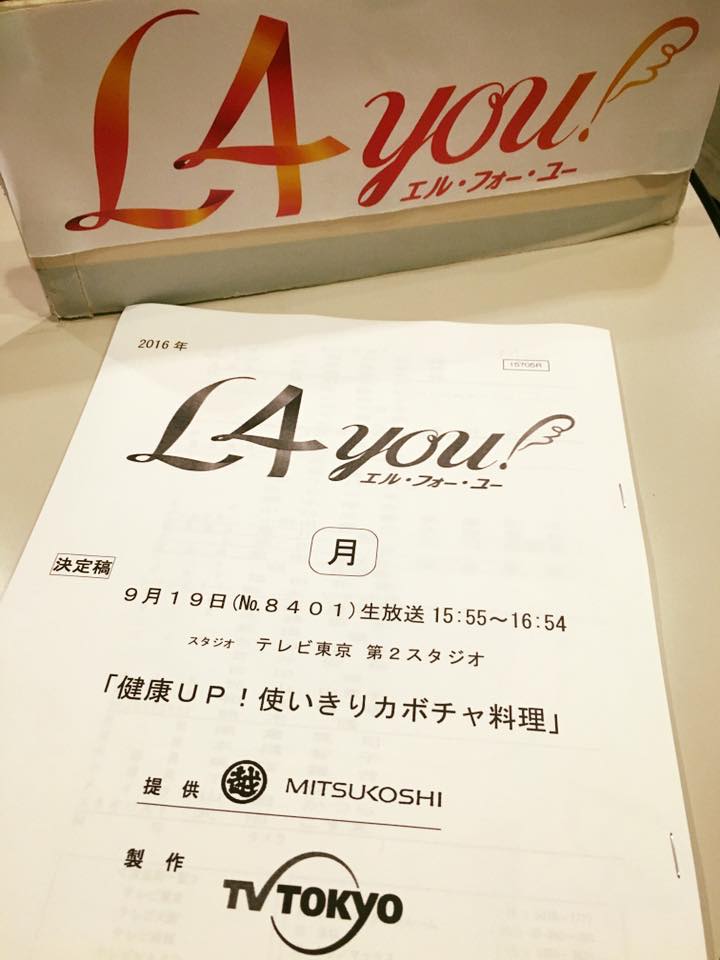 L4 you!
エル・フォー・ユー
2016年
15705R
L4 you!
エル・フォー・ユー
月
決定稿
9月19日(№8401)生放送 15:55～16:54
スタジオ テレビ東京 第2スタジオ
「健康UP！使いきりカボチャ料理」
提供 越 MITSUKOSHI
製作
TV TOKYO